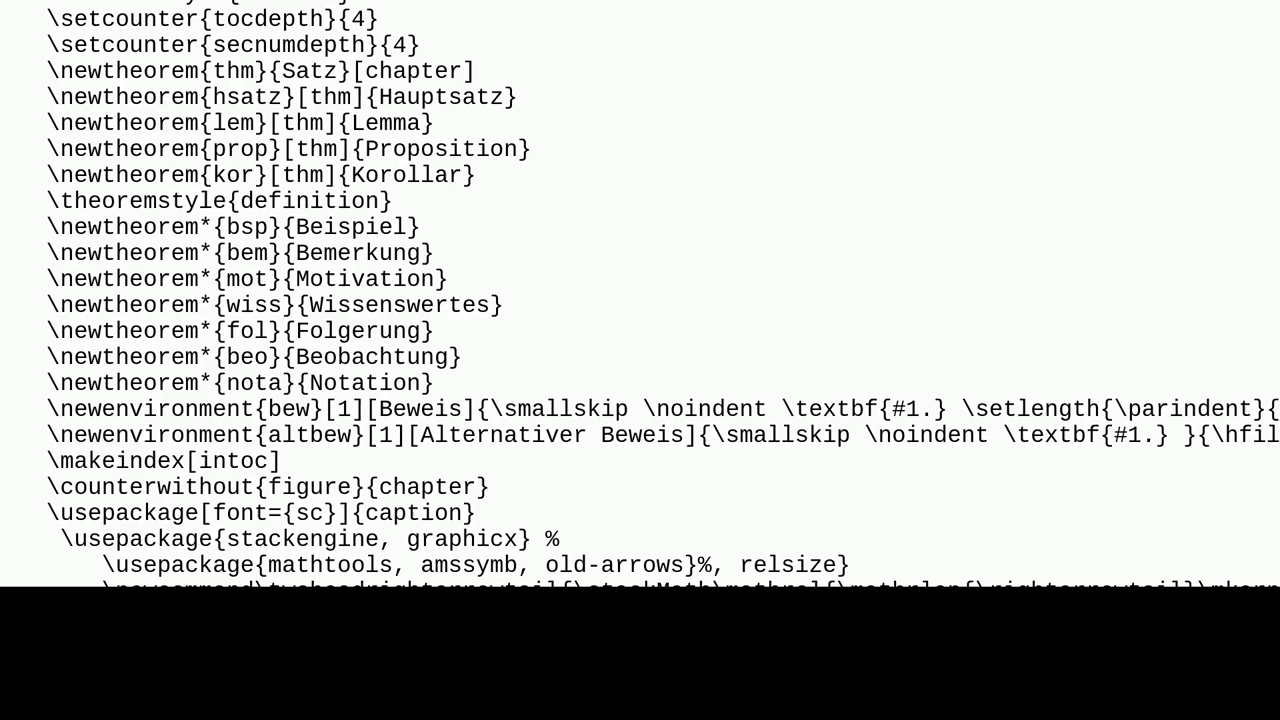 \setcounter{tocdepth}{4}
\setcounter{secnumdepth}{4}
\newtheorem{thm}{Satz}[chapter]
\newtheorem{hsatz}[thm]{Hauptsatz}
\newtheorem{lem}[thm]{Lemma}
\newtheorem{prop}[thm]{Proposition}
\newtheorem{kor}[thm]{Korollar}
\theoremstyle{definition}
\newtheorem*{bsp}{Beispiel}
\newtheorem*{bem}{Bemerkung}
\newtheorem*{mot}{Motivation}
\newtheorem*{wiss}{Wissenswertes}
\newtheorem*{fol}{Folgerung}
\newtheorem*{beo}{Beobachtung}
\newtheorem*{nota}{Notation}
\newenvironment{bew}[1][Beweis]{\smallskip \noindent \textbf{#1.} \setlength{\parindent}{
\newenvironment{altbew}[1][Alternativer Beweis]{\smallskip \noindent \textbf{#1.} }{\hfil
\makeindex[intoc]
\counterwithout{figure}{chapter}
\usepackage[font={sc}]{caption}
\usepackage{stackengine, graphicx} %
\usepackage{mathtools, amssymb, old-arrows}%, relsize}